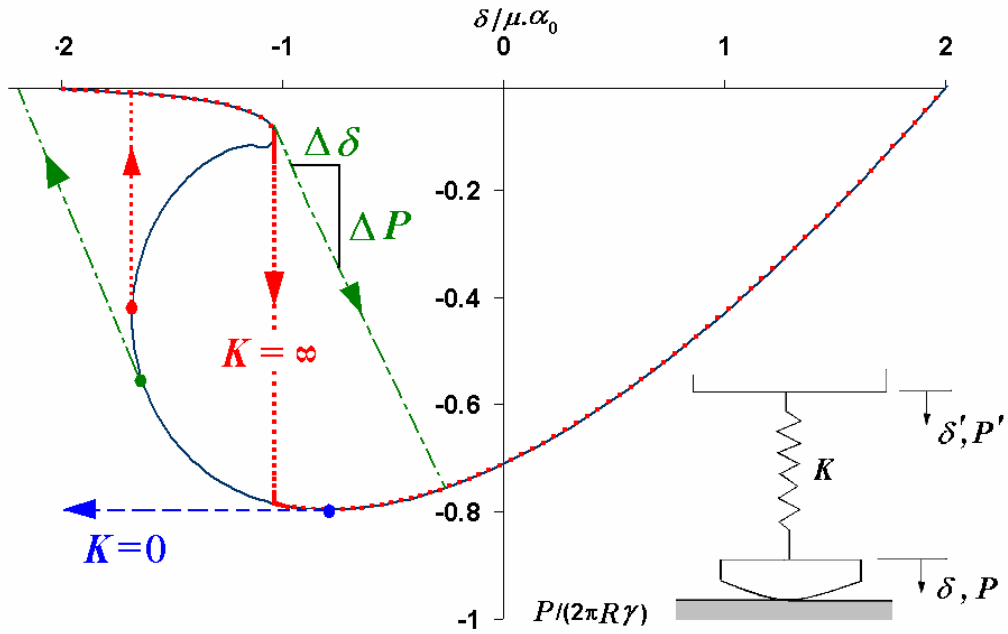 δ/μ.α₀
-2 -1 0 1 2
Δδ
-0.2
ΔP
-0.4
K = ∞
-0.6
δ′, P′
K
-0.8
K=0
δ, P
-1 P/(2πRγ)